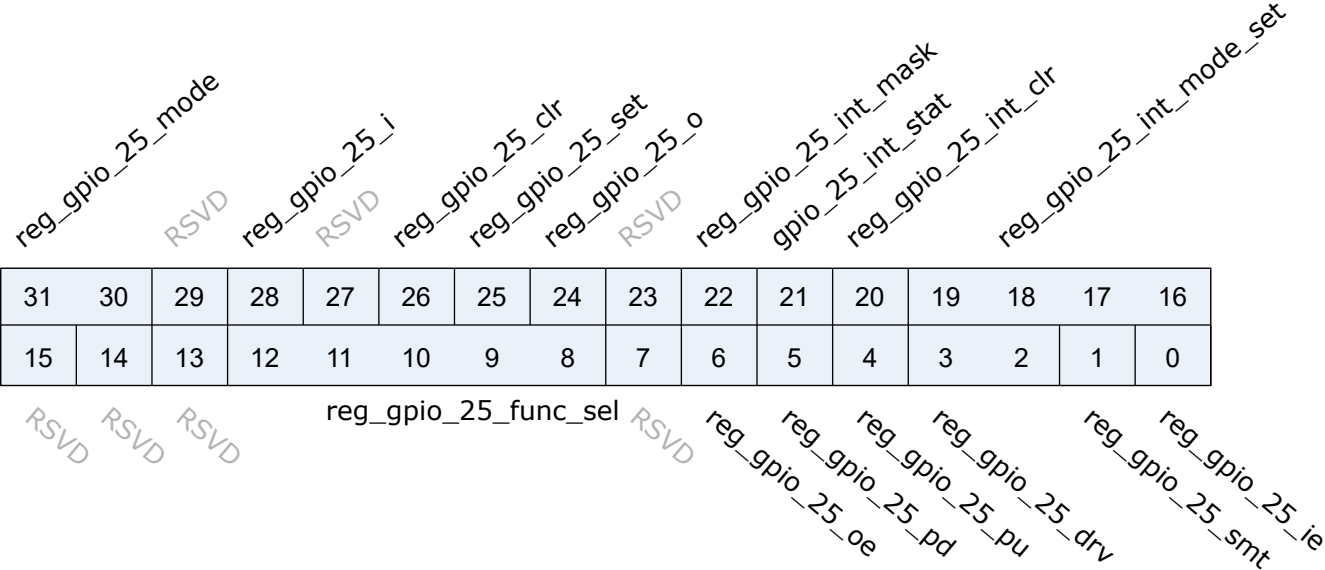 reg_gpio_25_mode
RSVD
reg_gpio_25_i
RSVD
reg_gpio_25_clr
reg_gpio_25_set
reg_gpio_25_o
RSVD
reg_gpio_25_int_mask
gpio_25_int_stat
reg_gpio_25_int_clr
reg_gpio_25_int_mode_set
31 30 29 28 27 26 25 24 23 22 21 20 19 18 17 16
15 14 13 12 11 10 9 8 7 6 5 4 3 2 1 0
RSVD
RSVD
RSVD
reg_gpio_25_func_sel
RSVD
reg_gpio_25_oe
reg_gpio_25_pd
reg_gpio_25_pu
reg_gpio_25_drv
reg_gpio_25_smt
reg_gpio_25_ie